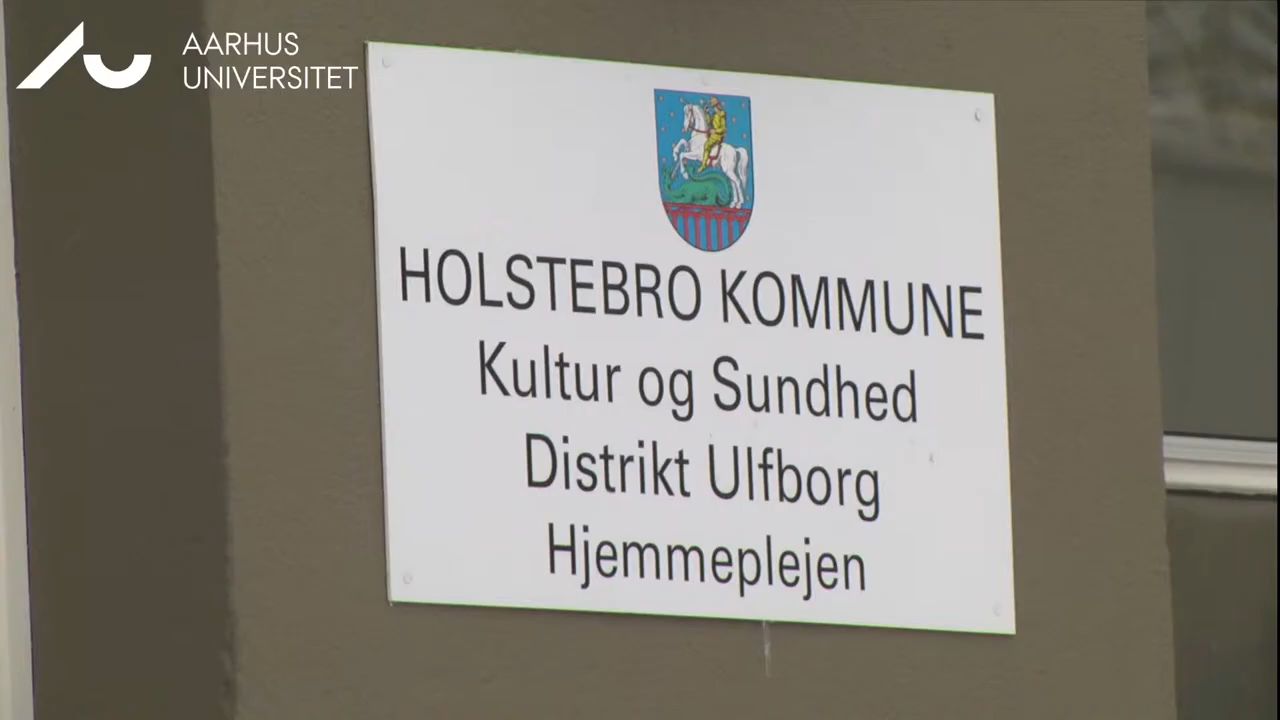 AARHUS
UNIVERSITET
HOLSTEBRO KOMMUNE
Kultur og Sundhed
Distrikt Ulfborg
Hjemmeplejen